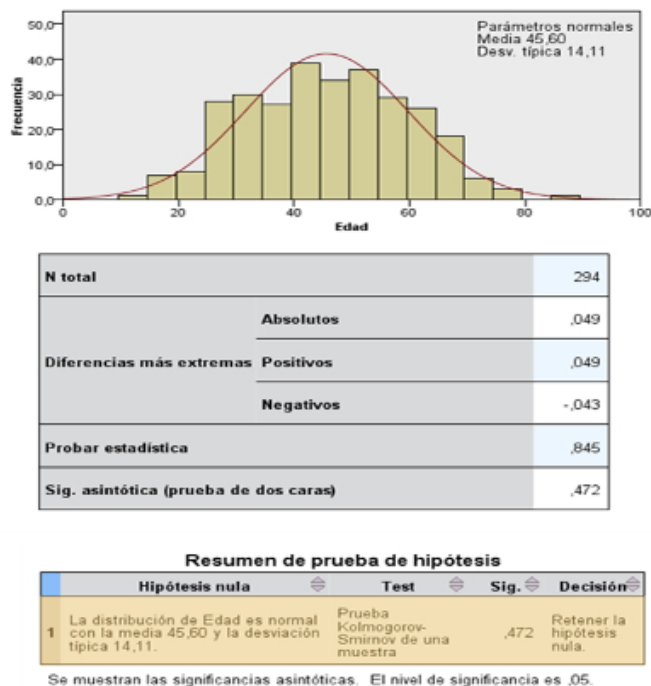 Parámetros normales
Media 45,60
Desv. típica 14,11
50,0
40,0
30,0
20,0
10,0
0,0
Frecuencia
0 20 40 60 80 100
Edad
N total 294
Diferencias más extremas Absolutos ,049
Positivos ,049
Negativos -,043
Probar estadística ,845
Sig. asintótica (prueba de dos caras) ,472
Resumen de prueba de hipótesis
Hipótesis nula Test Sig. Decisión
1 La distribución de Edad es normal con la media 45,60 y la desviación típica 14,11. Prueba Kolmogorov-Smirnov de una muestra ,472 Retener la hipótesis nula.
Se muestran las significancias asintóticas. El nivel de significancia es ,05.